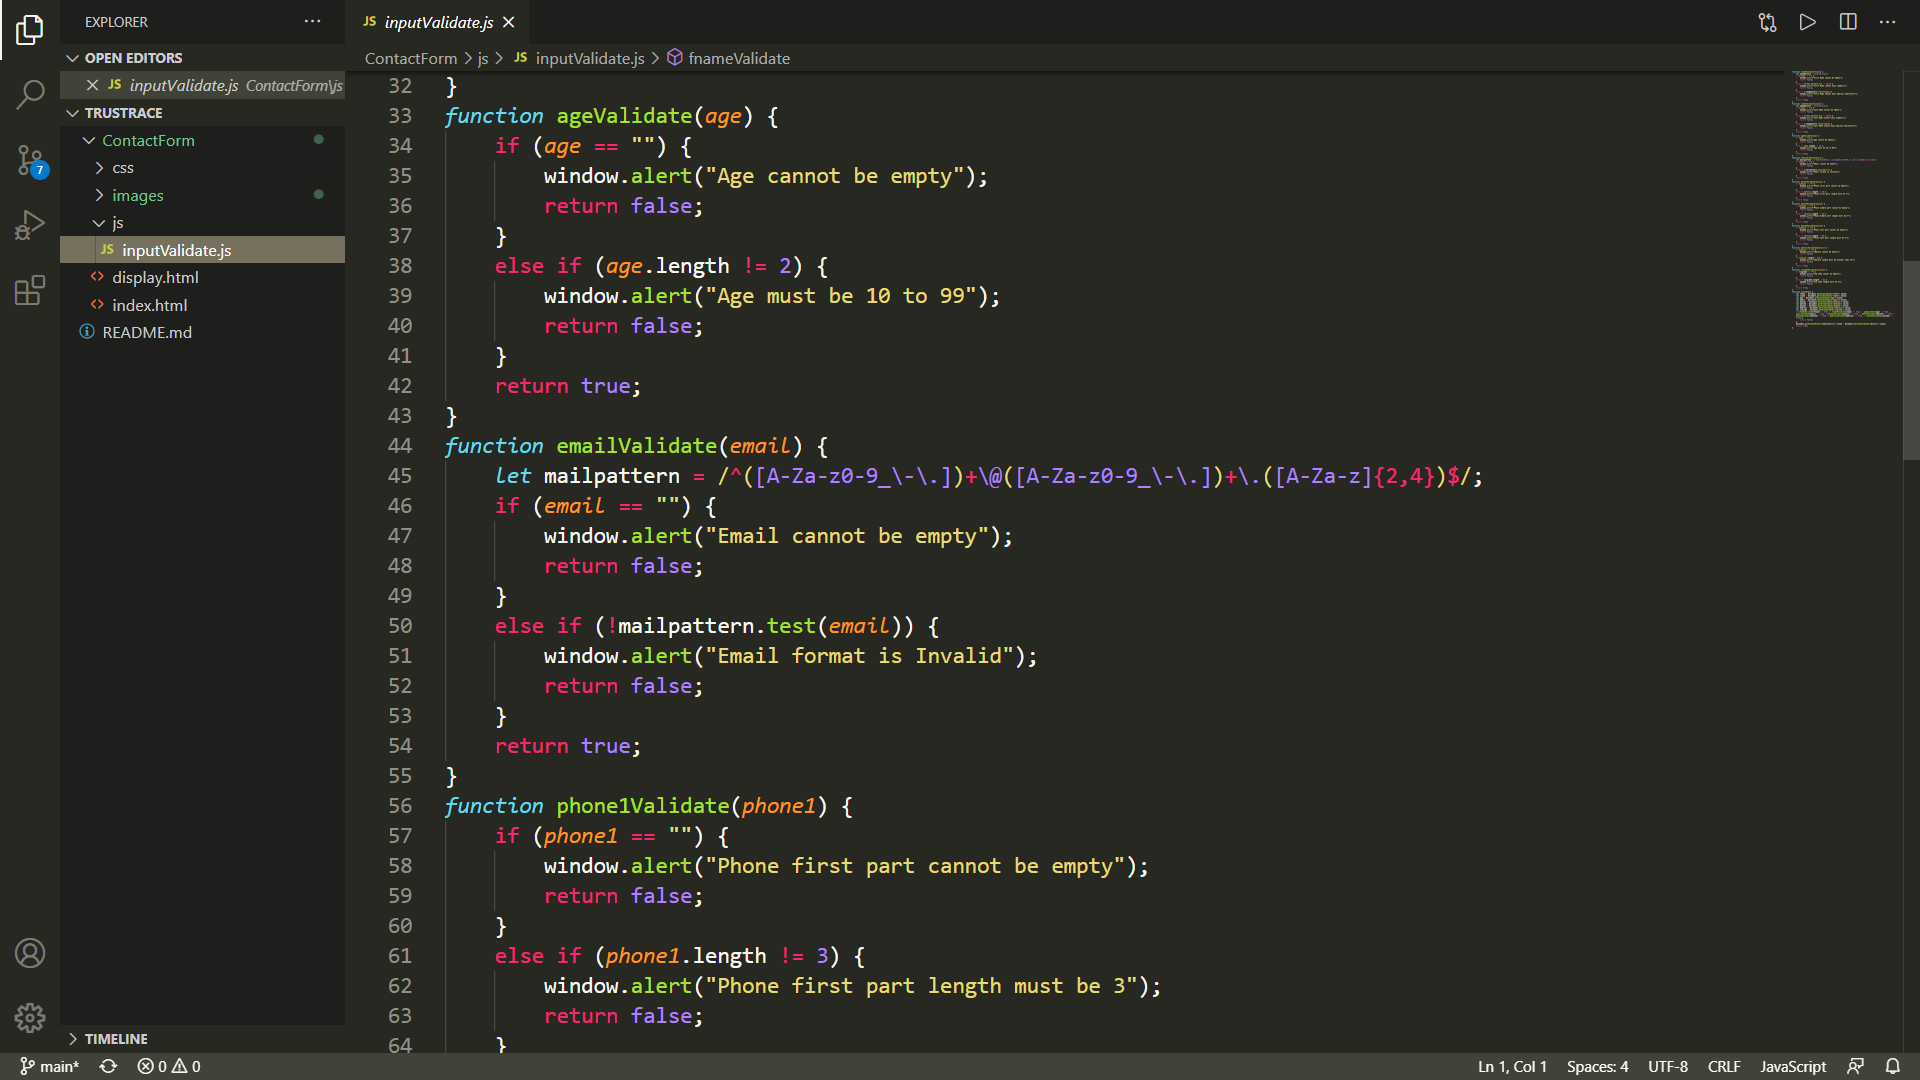 EXPLORER
OPEN EDITORS
JS inputValidate.js ContactForm\js
TRUSTRACE
ContactForm
css
images
js
JS inputValidate.js
<> display.html
<> index.html
README.md
TIMELINE
7
JS inputValidate.js
ContactForm > js > JS inputValidate.js > fnameValidate
32 }
33 function ageValidate(age) {
34 if (age == "") {
35 window.alert("Age cannot be empty");
36 return false;
37 }
38 else if (age.length != 2) {
39 window.alert("Age must be 10 to 99");
40 return false;
41 }
42 return true;
43 }
44 function emailValidate(email) {
45 let mailpattern = /^([A-Za-z0-9_\-\.])+\@([A-Za-z0-9_\-\.])+\.([A-Za-z]{2,4})$/;
46 if (email == "") {
47 window.alert("Email cannot be empty");
48 return false;
49 }
50 else if (!mailpattern.test(email)) {
51 window.alert("Email format is Invalid");
52 return false;
53 }
54 return true;
55 }
56 function phone1Validate(phone1) {
57 if (phone1 == "") {
58 window.alert("Phone first part cannot be empty");
59 return false;
60 }
61 else if (phone1.length != 3) {
62 window.alert("Phone first part length must be 3");
63 return false;
64 }
main* 0 0 Ln 1, Col 1 Spaces: 4 UTF-8 CRLF JavaScript